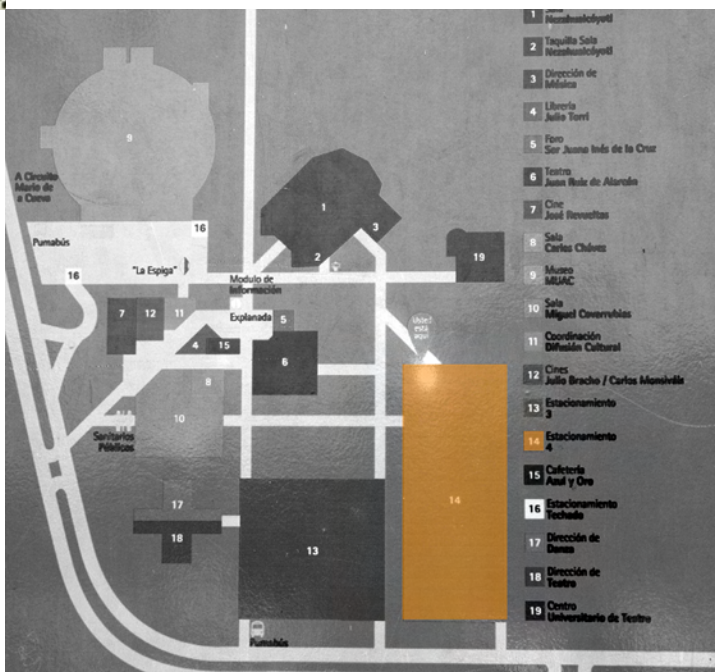 9
A Circuito
Mario de
a Cueva
16
Pumabús
16
"La Espiga"
1
3
2
19
Modulo de
Información
Explanada
Usted
está
aquí
7
12
11
5
4
15
6
8
10
Sanitarios
Públicos
14
17
18
13
Pumabús
1 Sala
Nezahualcóyotl
2 Taquilla Sala
Nezahualcóyotl
3 Dirección de
Música
4 Librería
Julio Torri
5 Foro
Sor Juana Inés de la Cruz
6 Teatro
Juan Ruiz de Alarcón
7 Cine
José Revueltas
8 Sala
Carlos Chávez
9 Museo
MUAC
10 Sala
Miguel Covarrubias
11 Coordinación
Difusión Cultural
12 Cines
Julio Bracho / Carlos Monsiváis
13 Estacionamiento
3
14 Estacionamiento
4
15 Cafetería
Azul y Oro
16 Estacionamiento
Techado
17 Dirección de
Danza
18 Dirección de
Teatro
19 Centro
Universitario de Teatro